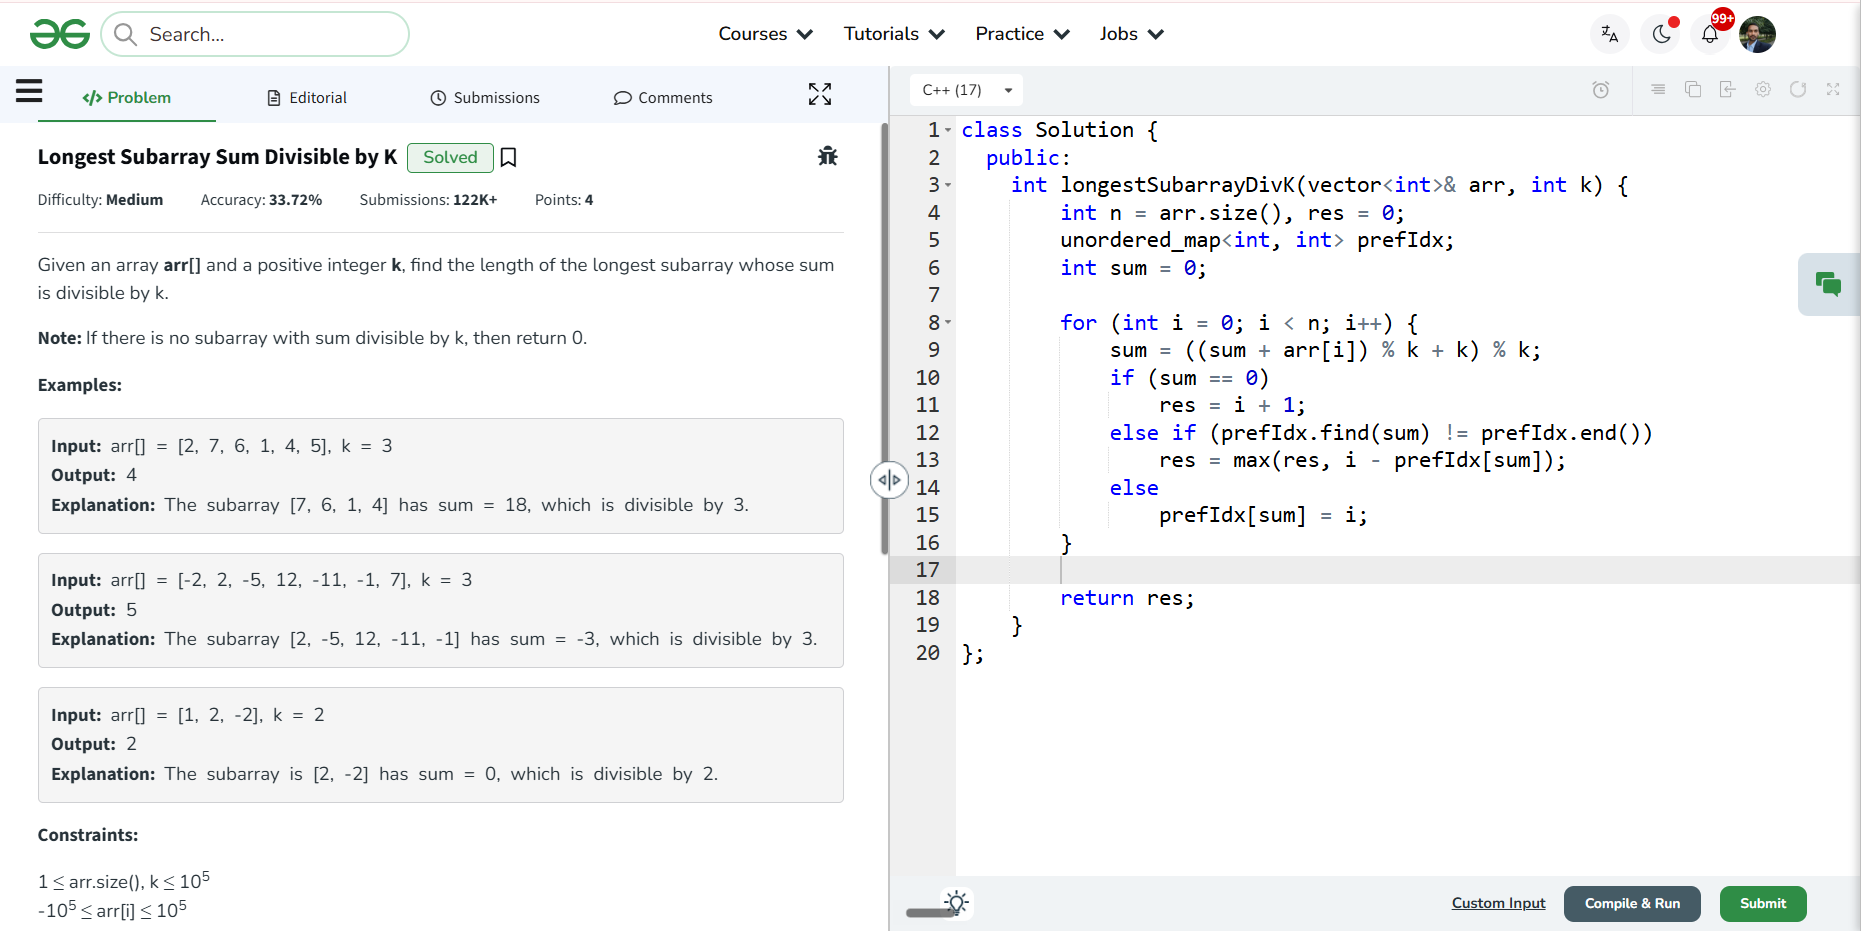 Search...
Courses
Tutorials
Practice
Jobs
99+
Problem
Editorial
Submissions
Comments
Longest Subarray Sum Divisible by K
Solved
Difficulty: Medium Accuracy: 33.72% Submissions: 122K+ Points: 4
Given an array arr[] and a positive integer k, find the length of the longest subarray whose sum
is divisible by k.
Note: If there is no subarray with sum divisible by k, then return 0.
Examples:
Input: arr[] = [2, 7, 6, 1, 4, 5], k = 3
Output: 4
Explanation: The subarray [7, 6, 1, 4] has sum = 18, which is divisible by 3.
Input: arr[] = [-2, 2, -5, 12, -11, -1, 7], k = 3
Output: 5
Explanation: The subarray [2, -5, 12, -11, -1] has sum = -3, which is divisible by 3.
Input: arr[] = [1, 2, -2], k = 2
Output: 2
Explanation: The subarray is [2, -2] has sum = 0, which is divisible by 2.
Constraints:
1 ≤ arr.size(), k ≤ 10⁵
-10⁵ ≤ arr[i] ≤ 10⁵
C++ (17)
1 class Solution {
2   public:
3     int longestSubarrayDivK(vector<int>& arr, int k) {
4         int n = arr.size(), res = 0;
5         unordered_map<int, int> prefIdx;
6         int sum = 0;
7
8         for (int i = 0; i < n; i++) {
9             sum = ((sum + arr[i]) % k + k) % k;
10             if (sum == 0)
11                 res = i + 1;
12             else if (prefIdx.find(sum) != prefIdx.end())
13                 res = max(res, i - prefIdx[sum]);
14             else
15                 prefIdx[sum] = i;
16         }
17
18         return res;
19     }
20 };
Custom Input
Compile & Run
Submit